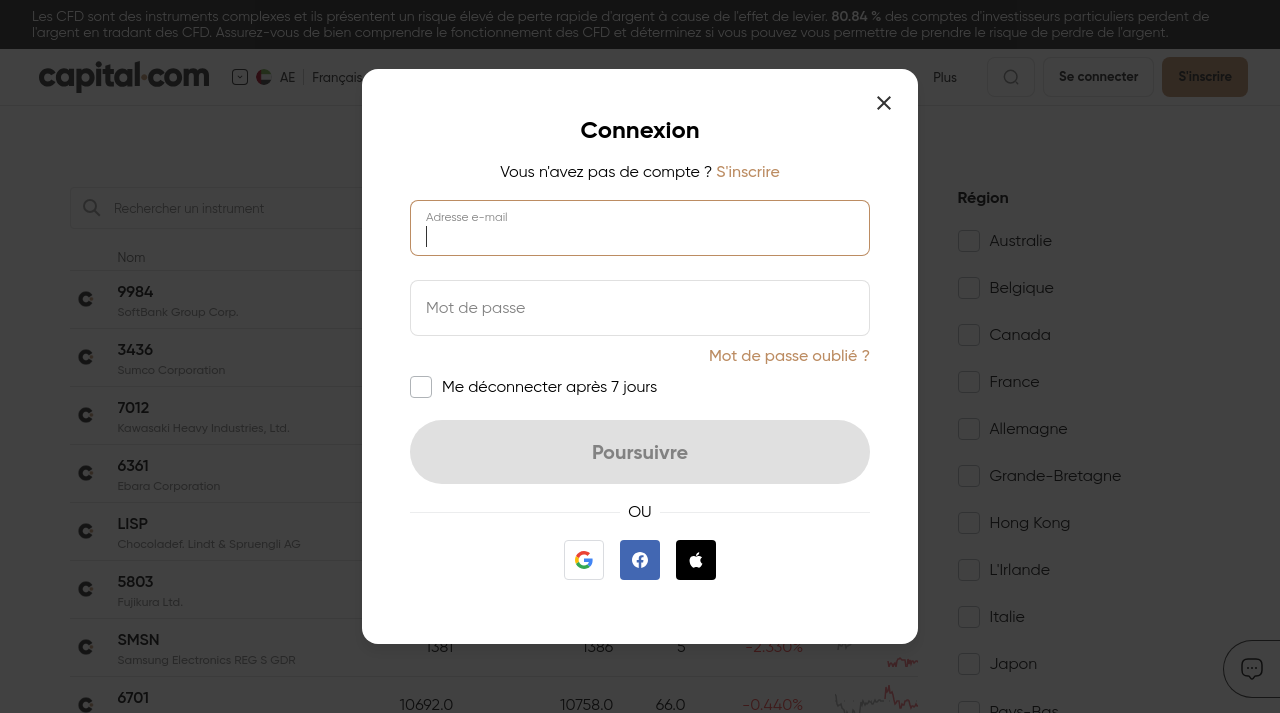 Les CFD sont des instruments complexes et ils présentent un risque élevé de perte rapide d'argent à cause de l'effet de levier. 80.84 % des comptes d'investisseurs particuliers perdent de
l'argent en tradant des CFD. Assurez-vous de bien comprendre le fonctionnement des CFD et déterminez si vous pouvez vous permettre de prendre le risque de perdre de l'argent.
capital.com
AE
Français
Plus
Se connecter
S'inscrire
Connexion
Vous n'avez pas de compte ? S'inscrire
Adresse e-mail
Mot de passe
Mot de passe oublié ?
Me déconnecter après 7 jours
Poursuivre
OU
Rechercher un instrument
Nom
9984
SoftBank Group Corp.
3436
Sumco Corporation
7012
Kawasaki Heavy Industries, Ltd.
6361
Ebara Corporation
LISP
Chocoladef. Lindt & Spruengli AG
5803
Fujikura Ltd.
SMSN
Samsung Electronics REG S GDR
1381 1386 5 -2.330%
6701
10692.0 10758.0 66.0 -0.440%
Région
Australie
Belgique
Canada
France
Allemagne
Grande-Bretagne
Hong Kong
L'Irlande
Italie
Japon
Pays-Bas